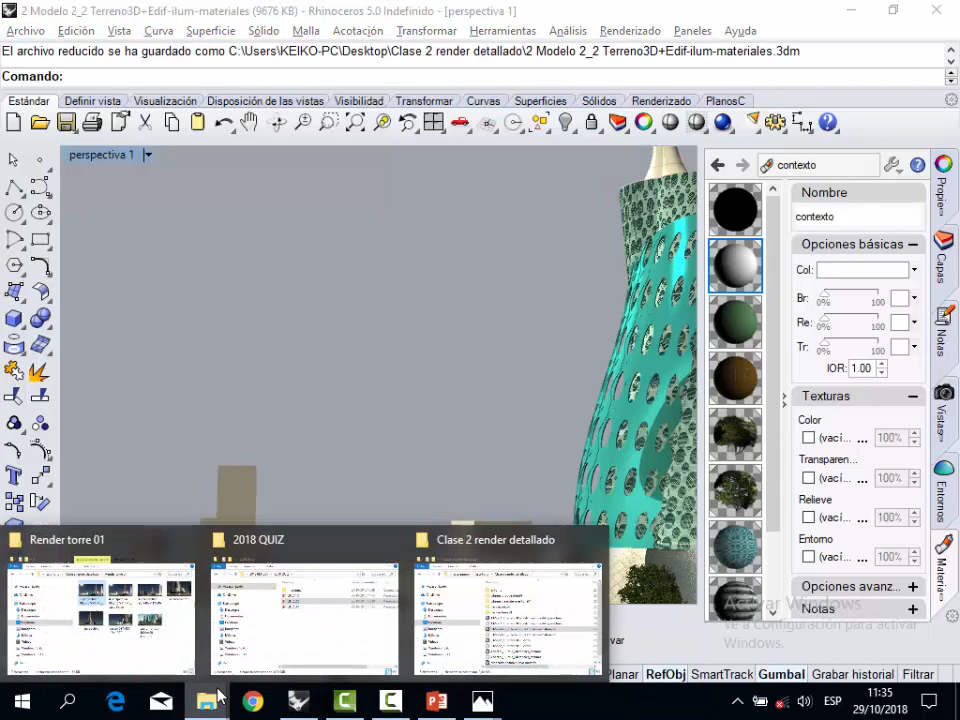 2 Modelo 2_2 Terreno3D+Edif-ilum-materiales (9676 KB) - Rhinoceros 5.0 Indefinido - [perspectiva 1]
Archivo Edición Vista Curva Superficie Sólido Malla Acotación Transformar Herramientas Análisis Renderizado Paneles Ayuda
El archivo reducido se ha guardado como C:\Users\KEIKO-PC\Desktop\Clase 2 render detallado\2 Modelo 2_2 Terreno3D+Edif-ilum-materiales.3dm
Comando:
Estándar Definir vista Visualización Disposición de las vistas Visibilidad Transformar Curvas Superficies Sólidos Malla Renderizado PlanosC
perspectiva 1
contexto
Nombre
contexto
Opciones básicas
Col:
Br:
0% 100
Re:
0% 100
Tr:
0% 100
IOR: 1.00
Texturas
Color
(vací... ... 100%
Transparen...
(vací... ... 100%
Relieve
(vací... ... 100%
Entorno
(vací... ... 100%
Opciones avanz...
Notas
Propie
Capas
Notas
Vistas
Entornos
Materia
Render torre 01
2018 QUIZ
Clase 2 render detallado
Activar Windows
Ve a Configuración para activar
Windows.
Planar RefObj SmartTrack Gumbal Grabar historial Filtrar
ESP
11:35
29/10/2018